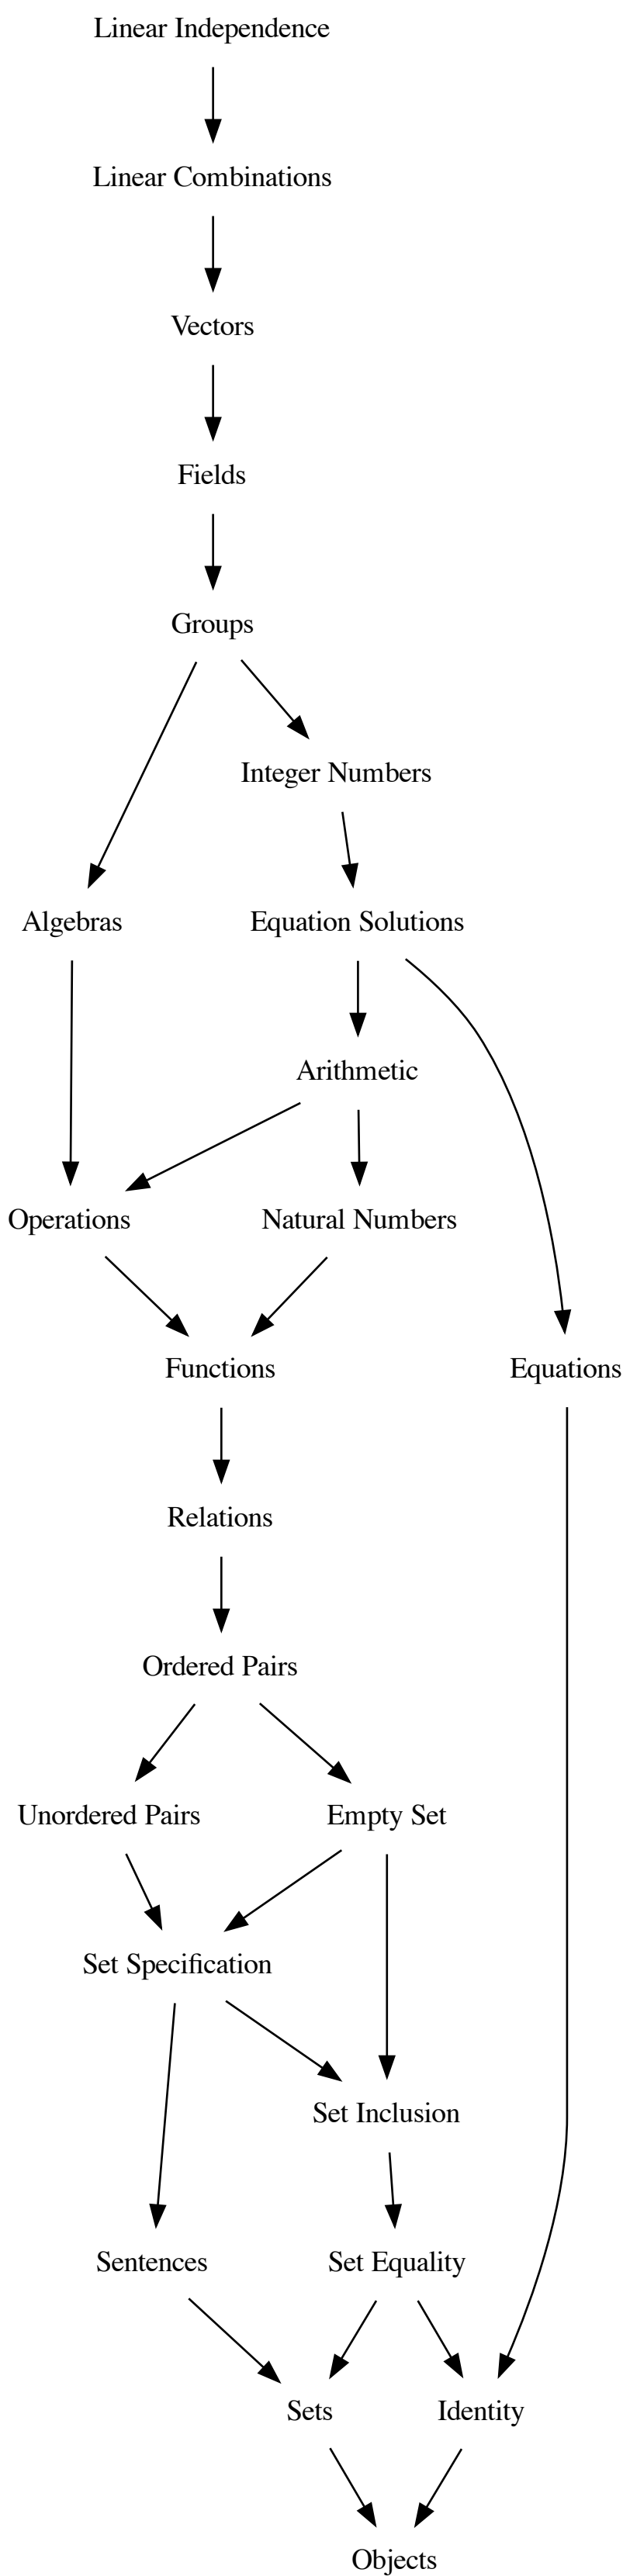 Linear Independence
Linear Combinations
Vectors
Fields
Groups
Integer Numbers
Algebras
Equation Solutions
Arithmetic
Operations
Natural Numbers
Functions
Equations
Relations
Ordered Pairs
Unordered Pairs
Empty Set
Set Specification
Set Inclusion
Sentences
Set Equality
Sets
Identity
Objects